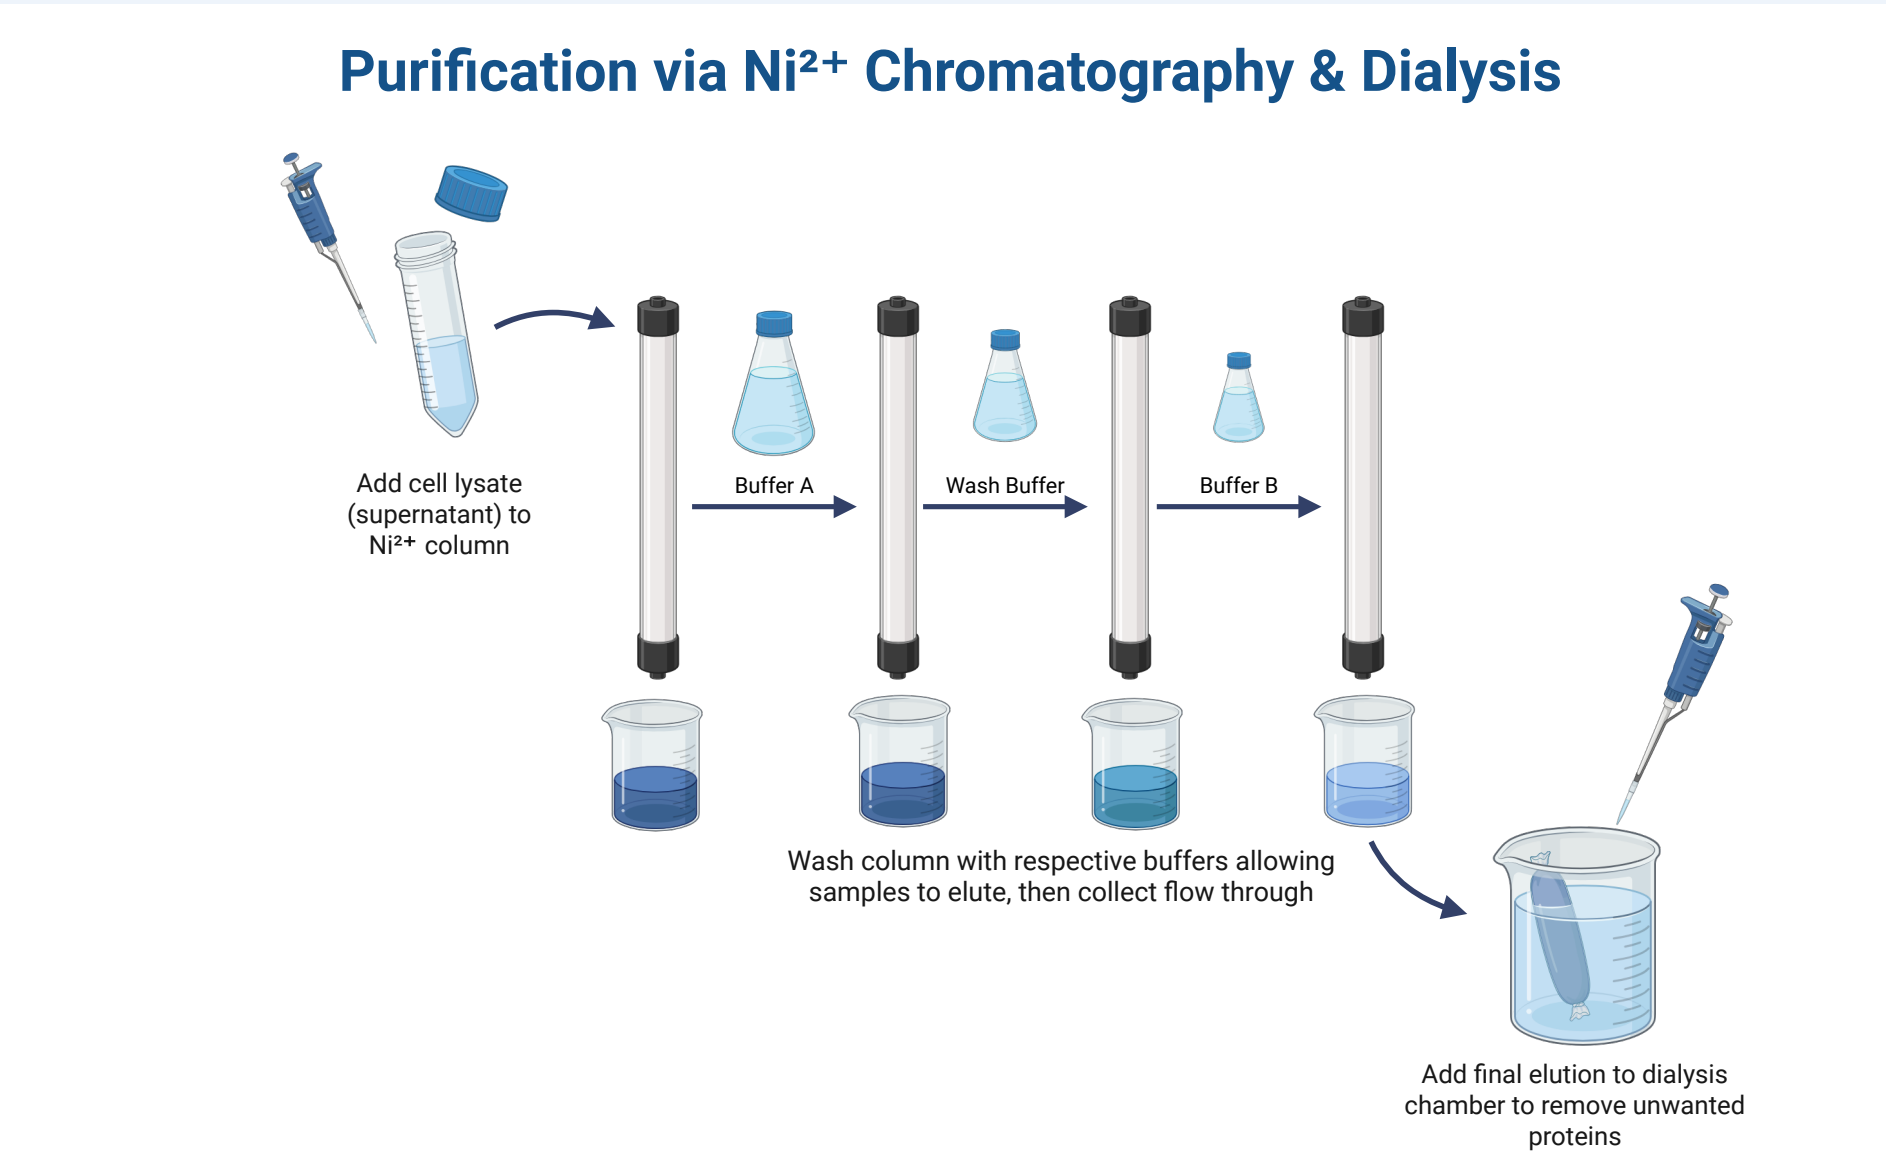 Purification via Ni²⁺ Chromatography & Dialysis
Add cell lysate
(supernatant) to
Ni²⁺ column
Buffer A
Wash Buffer
Buffer B
Wash column with respective buffers allowing
samples to elute, then collect flow through
Add final elution to dialysis
chamber to remove unwanted
proteins